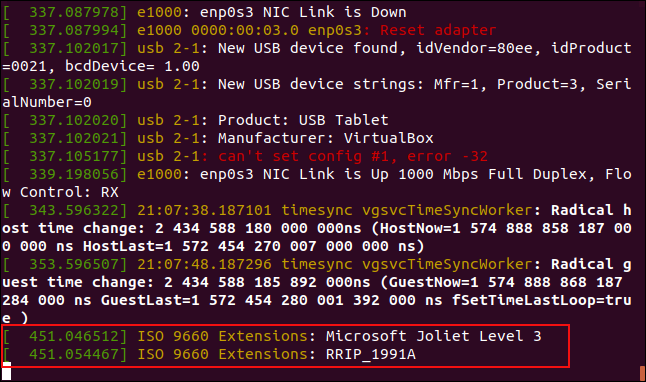 [  337.087978] e1000: enp0s3 NIC Link is Down
[  337.087994] e1000 0000:00:03.0 enp0s3: Reset adapter
[  337.102017] usb 2-1: New USB device found, idVendor=80ee, idProduct
=0021, bcdDevice= 1.00
[  337.102019] usb 2-1: New USB device strings: Mfr=1, Product=3, Seri
alNumber=0
[  337.102020] usb 2-1: Product: USB Tablet
[  337.102021] usb 2-1: Manufacturer: VirtualBox
[  337.105177] usb 2-1: can't set config #1, error -32
[  339.198056] e1000: enp0s3 NIC Link is Up 1000 Mbps Full Duplex, Flo
w Control: RX
[  343.596322] 21:07:38.187101 timesync vgsvcTimeSyncWorker: Radical h
ost time change: 2 434 588 180 000 000ns (HostNow=1 574 888 858 187 00
0 000 ns HostLast=1 572 454 270 007 000 000 ns)
[  353.596507] 21:07:48.187296 timesync vgsvcTimeSyncWorker: Radical g
uest time change: 2 434 588 185 892 000ns (GuestNow=1 574 888 868 187
284 000 ns GuestLast=1 572 454 280 001 392 000 ns fSetTimeLastLoop=tru
e )
[  451.046512] ISO 9660 Extensions: Microsoft Joliet Level 3
[  451.054467] ISO 9660 Extensions: RRIP_1991A